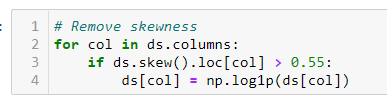 :
1 # Remove skewness
2 for col in ds.columns:
3     if ds.skew().loc[col] > 0.55:
4         ds[col] = np.log1p(ds[col])